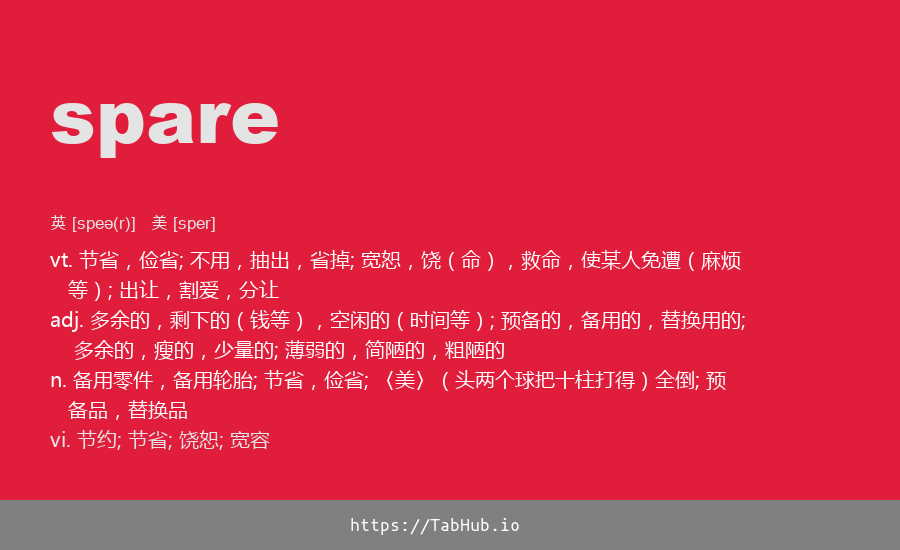 spare
英 [speə(r)] 美 [sper]
vt. 节省，俭省; 不用，抽出，省掉; 宽恕，饶（命），救命，使某人免遭（麻烦
等）; 出让，割爱，分让
adj. 多余的，剩下的（钱等），空闲的（时间等）; 预备的，备用的，替换用的;
多余的，瘦的，少量的; 薄弱的，简陋的，粗陋的
n. 备用零件，备用轮胎; 节省，俭省; 〈美〉（头两个球把十柱打得）全倒; 预
备品，替换品
vi. 节约; 节省; 饶恕; 宽容
https://TabHub.io